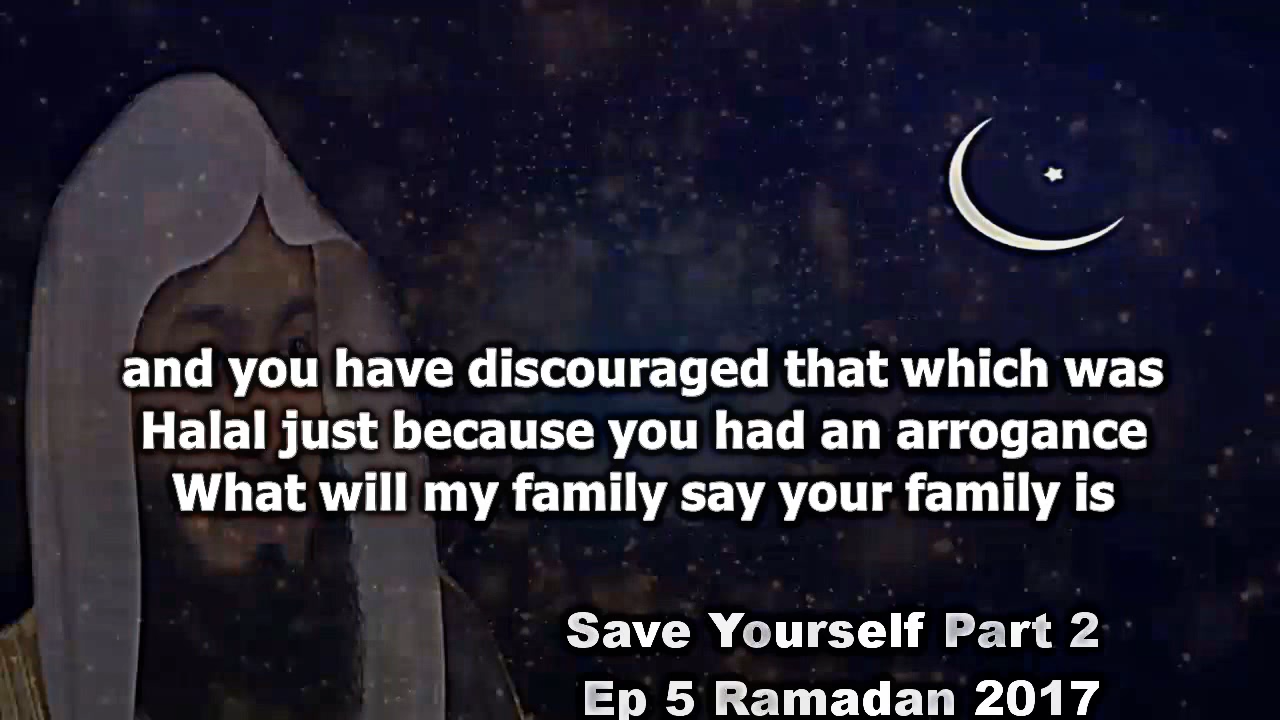 and you have discouraged that which was
Halal just because you had an arrogance
What will my family say your family is
Save Yourself Part 2
Ep 5 Ramadan 2017